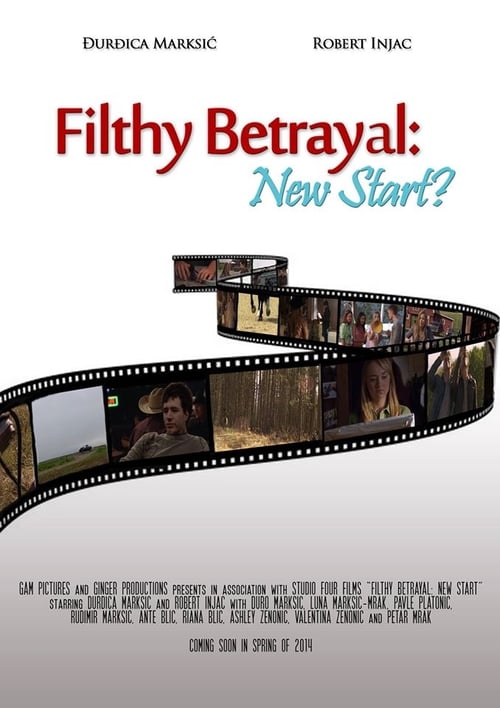 ĐURĐICA MARKSIĆ ROBERT INJAC
Filthy Betrayal:
New Start?
GAM PICTURES AND GINGER PRODUCTIONS PRESENTS IN ASSOCIATION WITH STUDIO FOUR FILMS "FILTHY BETRAYAL: NEW START"
STARRING DURDICA MARKSIC AND ROBERT INJAC WITH DURO MARKSIC, LUNA MARKSIC-MRAK, PAVLE PLATONIC,
RUDIMIR MARKSIC, ANTE BLIC, RIANA BLIC, ASHLEY ZENONIC, VALENTINA ZENONIC AND PETAR MRAK
COMING SOON IN SPRING OF 2014